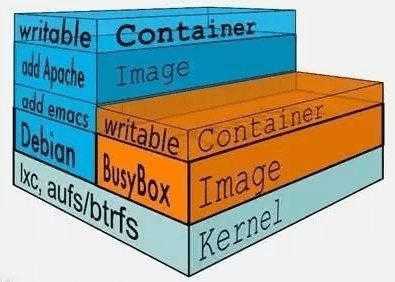 writable Container
add Apache Image
add emacs
Debian
writable Container
BusyBox Image
lxc, aufs/btrfs
Kernel